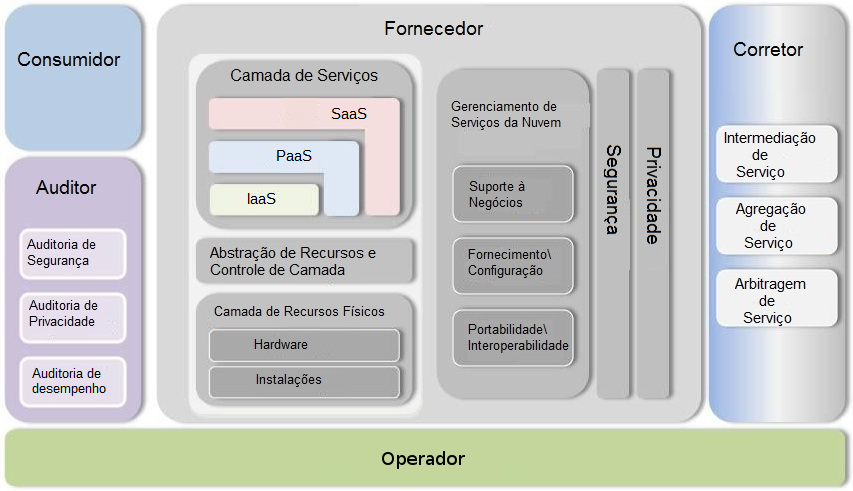 Consumidor
Auditor
Auditoria de
Segurança
Auditoria de
Privacidade
Auditoria de
desempenho
Fornecedor
Camada de Serviços
SaaS
PaaS
IaaS
Abstração de Recursos e
Controle de Camada
Camada de Recursos Físicos
Hardware
Instalações
Gerenciamento de
Serviços da Nuvem
Suporte à
Negócios
Fornecimento\
Configuração
Portabilidade\
Interoperabilidade
Segurança
Privacidade
Corretor
Intermediação
de
Serviço
Agregação
de
Serviço
Arbitragem
de
Serviço
Operador